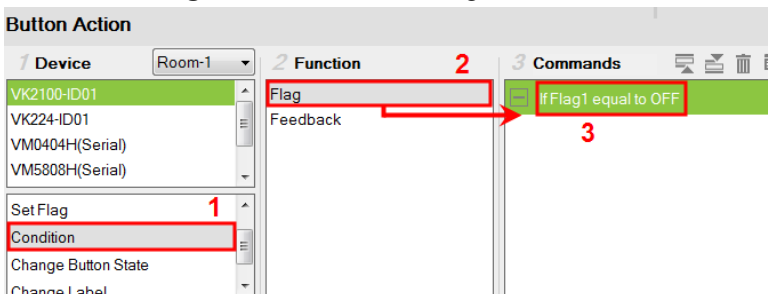 Button Action
1 Device
Room-1
2 Function
2
3 Commands
VK2100-ID01
VK224-ID01
VM0404H(Serial)
VM5808H(Serial)
Flag
Feedback
If Flag1 equal to OFF
3
Set Flag
1
Condition
Change Button State
Change Label